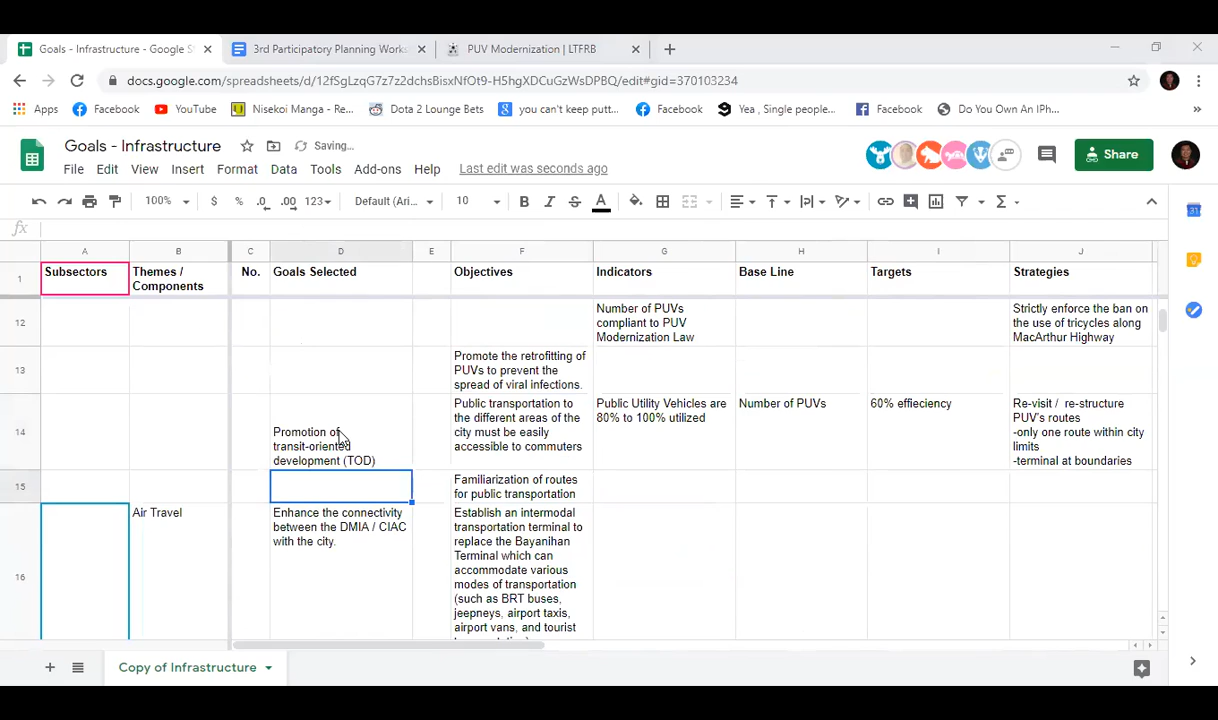 Goals - Infrastructure - Google S
3rd Participatory Planning Works
PUV Modernization | LTFRB
docs.google.com/spreadsheets/d/12fSgLzqG7z7z2dchsBisxNfOt9-H5hgXDCuGzWsDPBQ/edit#gid=370103234
Apps Facebook YouTube Nisekoi Manga - Re... Dota 2 Lounge Bets you can't keep putt... Facebook Yea , Single people... Facebook Do You Own An IPh...
Goals - Infrastructure Saving...
File Edit View Insert Format Data Tools Add-ons Help Last edit was seconds ago
Share
100% $ % .0 .00 123 Default (Ari... 10 B I S A
fx
A B C D E F G H I J
1 Subsectors Themes / Components No. Goals Selected Objectives Indicators Base Line Targets Strategies
12
Number of PUVs
compliant to PUV
Modernization Law
Strictly enforce the ban on
the use of tricycles along
MacArthur Highway
13
Promote the retrofitting of
PUVs to prevent the
spread of viral infections.
14
Promotion of
transit-oriented
development (TOD)
Public transportation to
the different areas of the
city must be easily
accessible to commuters
Public Utility Vehicles are
80% to 100% utilized
Number of PUVs
60% effieciency
Re-visit / re-structure
PUV's routes
-only one route within city
limits
-terminal at boundaries
15
Familiarization of routes
for public transportation
16
Air Travel
Enhance the connectivity
between the DMIA / CIAC
with the city.
Establish an intermodal
transportation terminal to
replace the Bayanihan
Terminal which can
accommodate various
modes of transportation
(such as BRT buses,
jeepneys, airport taxis,
airport vans, and tourist
Copy of Infrastructure
31